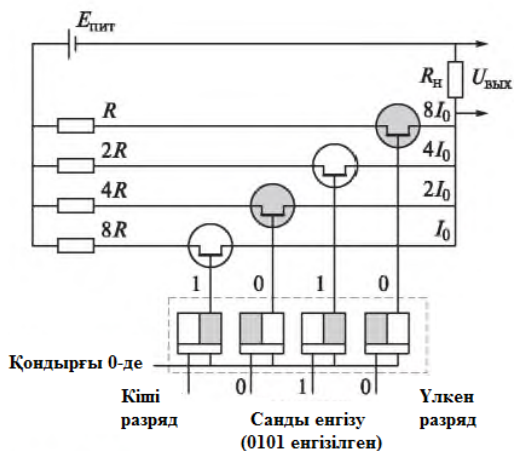 Eпит
Rн Uвых
R 8I0
2R 4I0
4R 2I0
8R I0
1 0 1 0
Қондырғы 0-де
1 0 1 0
Кіші разряд
Санды енгізу
(0101 енгізілген)
Үлкен разряд